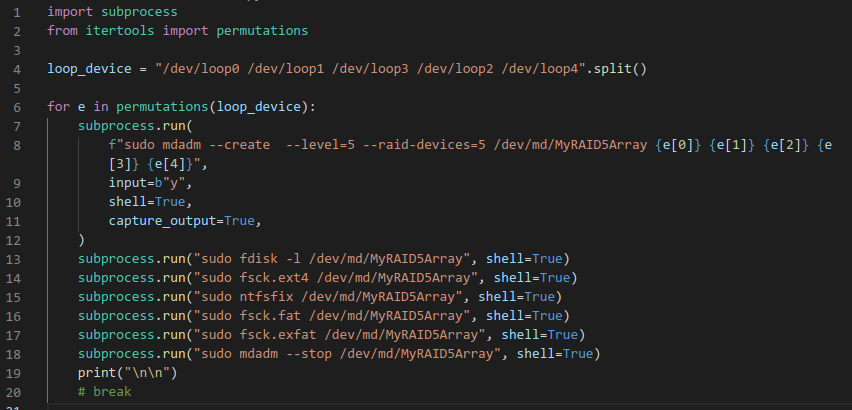 1 import subprocess
2 from itertools import permutations
3
4 loop_device = "/dev/loop0 /dev/loop1 /dev/loop3 /dev/loop2 /dev/loop4".split()
5
6 for e in permutations(loop_device):
7     subprocess.run(
8         f"sudo mdadm --create  --level=5 --raid-devices=5 /dev/md/MyRAID5Array {e[0]} {e[1]} {e[2]} {e
        [3]} {e[4]}",
9         input=b"y",
10         shell=True,
11         capture_output=True,
12     )
13     subprocess.run("sudo fdisk -l /dev/md/MyRAID5Array", shell=True)
14     subprocess.run("sudo fsck.ext4 /dev/md/MyRAID5Array", shell=True)
15     subprocess.run("sudo ntfsfix /dev/md/MyRAID5Array", shell=True)
16     subprocess.run("sudo fsck.fat /dev/md/MyRAID5Array", shell=True)
17     subprocess.run("sudo fsck.exfat /dev/md/MyRAID5Array", shell=True)
18     subprocess.run("sudo mdadm --stop /dev/md/MyRAID5Array", shell=True)
19     print("\n\n")
20     # break
21